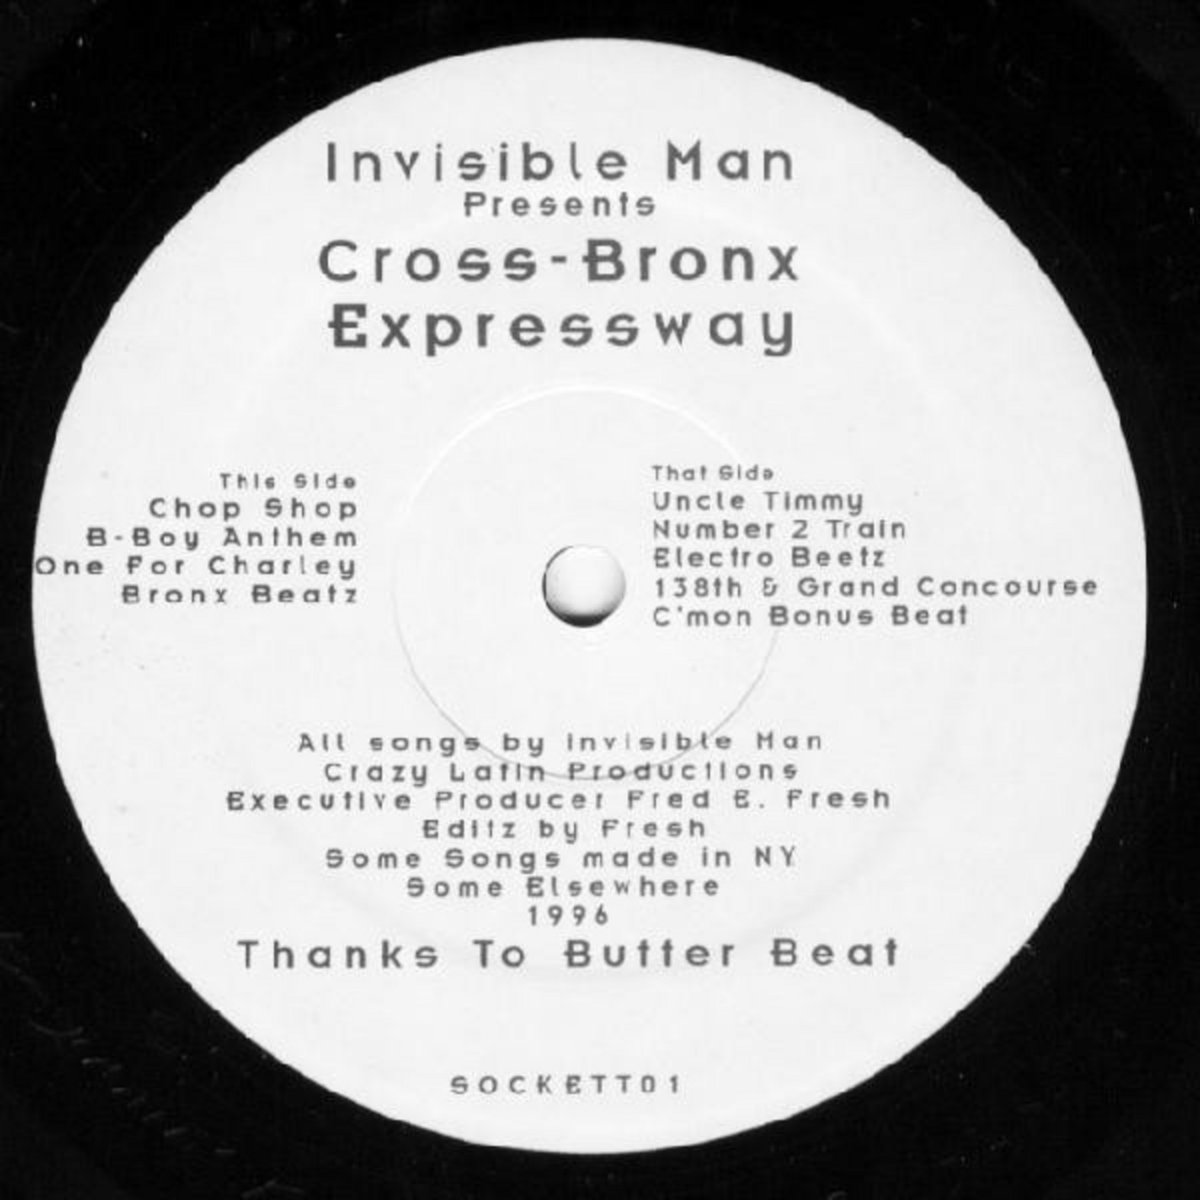 Invisible Man
Presents
Cross-Bronx
Expressway
This Side
Chop Shop
B-Boy Anthem
One For Charley
Bronx Beatz
That Side
Uncle Timmy
Number 2 Train
Electro Beetz
138th & Grand Concourse
C'mon Bonus Beat
All songs by Invisible Man
Crazy Latin Productions
Executive Producer Fred E. Fresh
Editz by Fresh
Some Songs made in NY
Some Elsewhere
1996
Thanks To Butter Beat
SOCKETT01